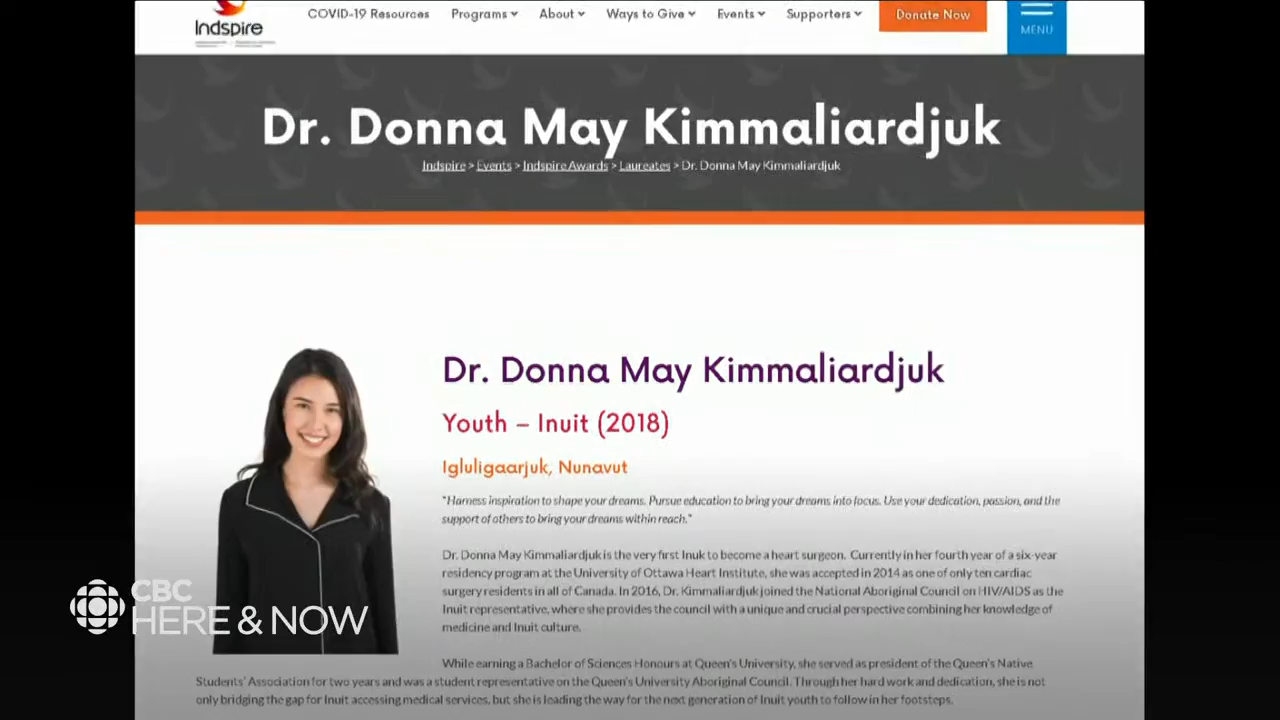 Indspire
COVID-19 Resources Programs About Ways to Give Events Supporters Donate Now MENU
Dr. Donna May Kimmaliardjuk
Indspire > Events > Indspire Awards > Laureates > Dr. Donna May Kimmaliardjuk
Dr. Donna May Kimmaliardjuk
Youth – Inuit (2018)
Igluligaarjuk, Nunavut
"Harness inspiration to shape your dreams. Pursue education to bring your dreams into focus. Use your dedication, passion, and the
support of others to bring your dreams within reach."
Dr. Donna May Kimmaliardjuk is the very first Inuk to become a heart surgeon. Currently in her fourth year of a six-year
residency program at the University of Ottawa Heart Institute, she was accepted in 2014 as one of only ten cardiac
surgery residents in all of Canada. In 2016, Dr. Kimmaliardjuk joined the National Aboriginal Council on HIV/AIDS as the
Inuit representative, where she provides the council with a unique and crucial perspective combining her knowledge of
medicine and Inuit culture.
While earning a Bachelor of Sciences Honours at Queen's University, she served as president of the Queen's Native
Students' Association for two years and was a student representative on the Queen's University Aboriginal Council. Through her hard work and dedication, she is not
only bridging the gap for Inuit accessing medical services, but she is leading the way for the next generation of Inuit youth to follow in her footsteps.
CBC
HERE & NOW